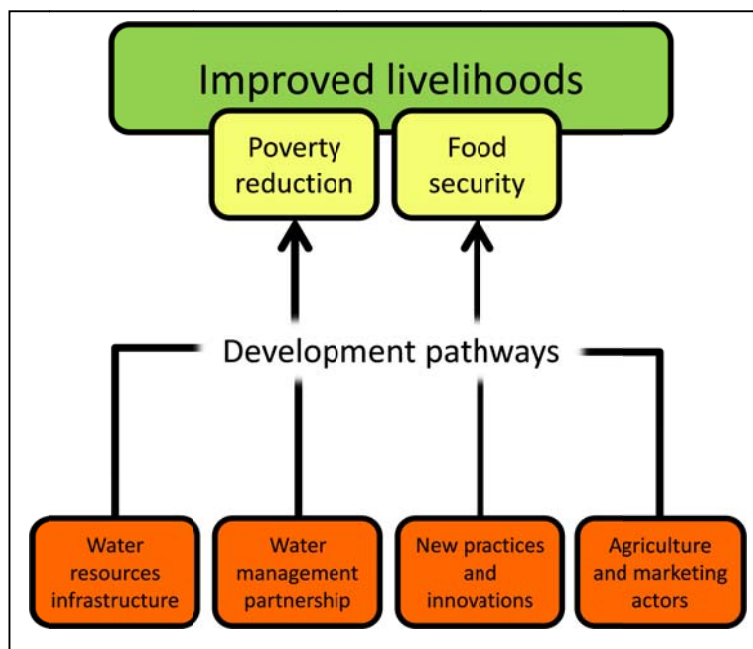 Improved livelihoods
Poverty
reduction
Food
security
Development pathways
Water
resources
infrastructure
Water
management
partnership
New practices
and
innovations
Agriculture
and marketing
actors